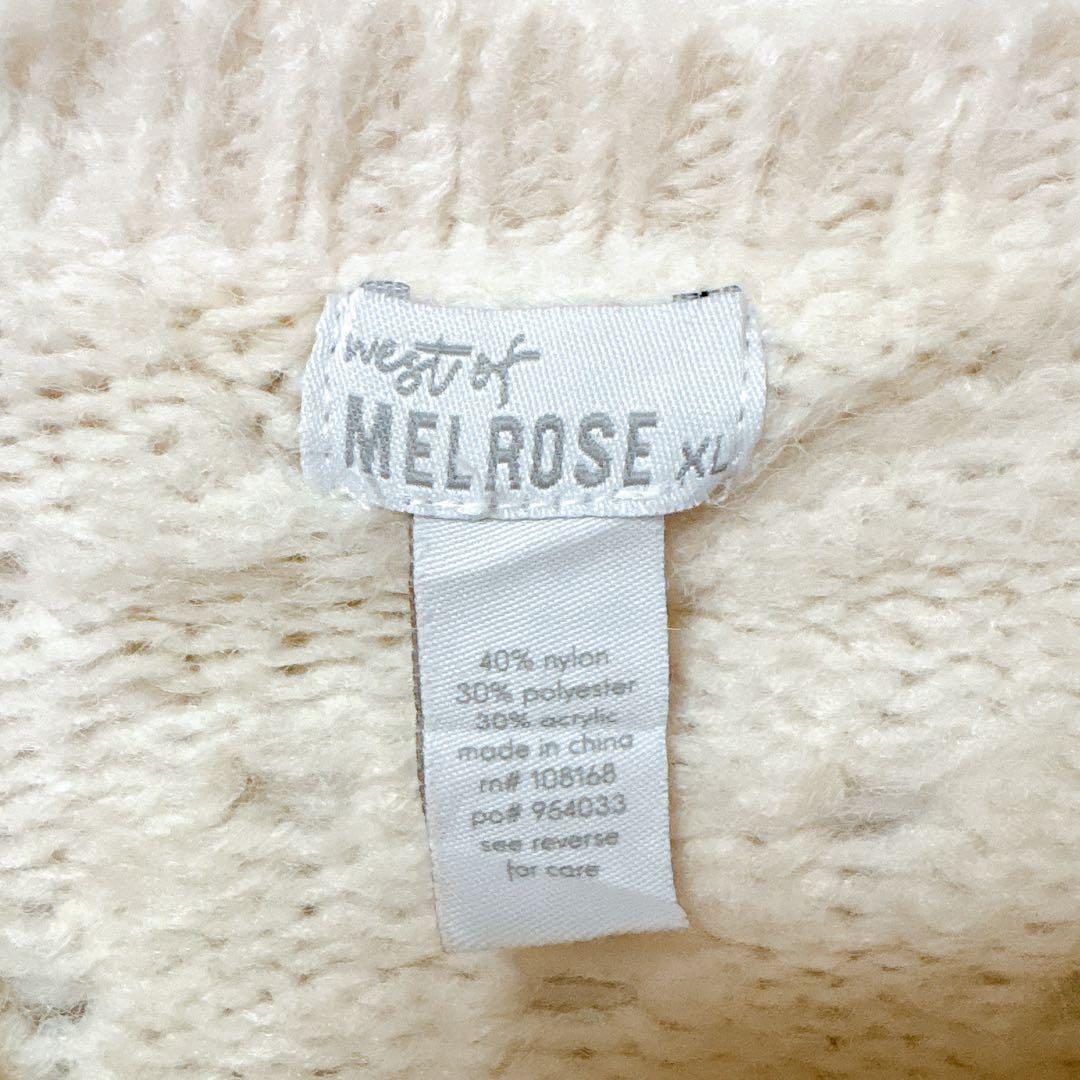 west of
MELROSE XL
40% nylon
30% polyester
30% acrylic
made in china
rn# 108168
po# 954033
see reverse
for care